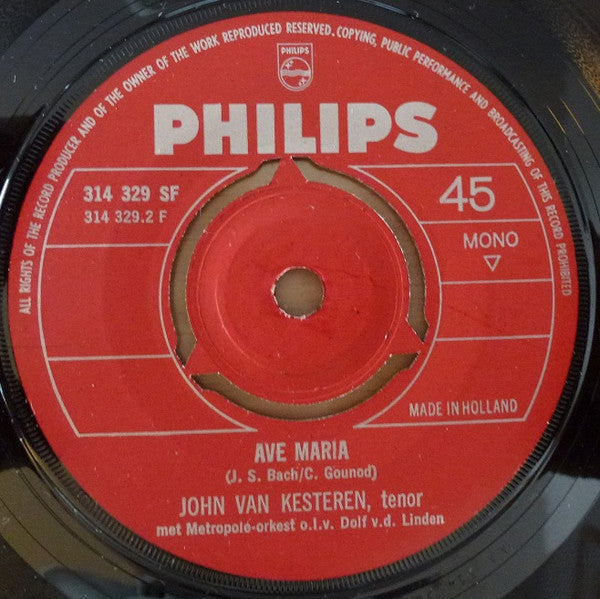 ALL RIGHTS OF THE RECORD PRODUCER AND OF THE OWNER OF THE WORK REPRODUCED RESERVED. COPYING, PUBLIC PERFORMANCE AND BROADCASTING OF THIS RECORD PROHIBITED
PHILIPS
PHILIPS
314 329 SF
314 329.2 F
45
MONO
MADE IN HOLLAND
AVE MARIA
(J. S. Bach/C. Gounod)
JOHN VAN KESTEREN, tenor
met Metropole-orkest o.l.v. Dolf v.d. Linden